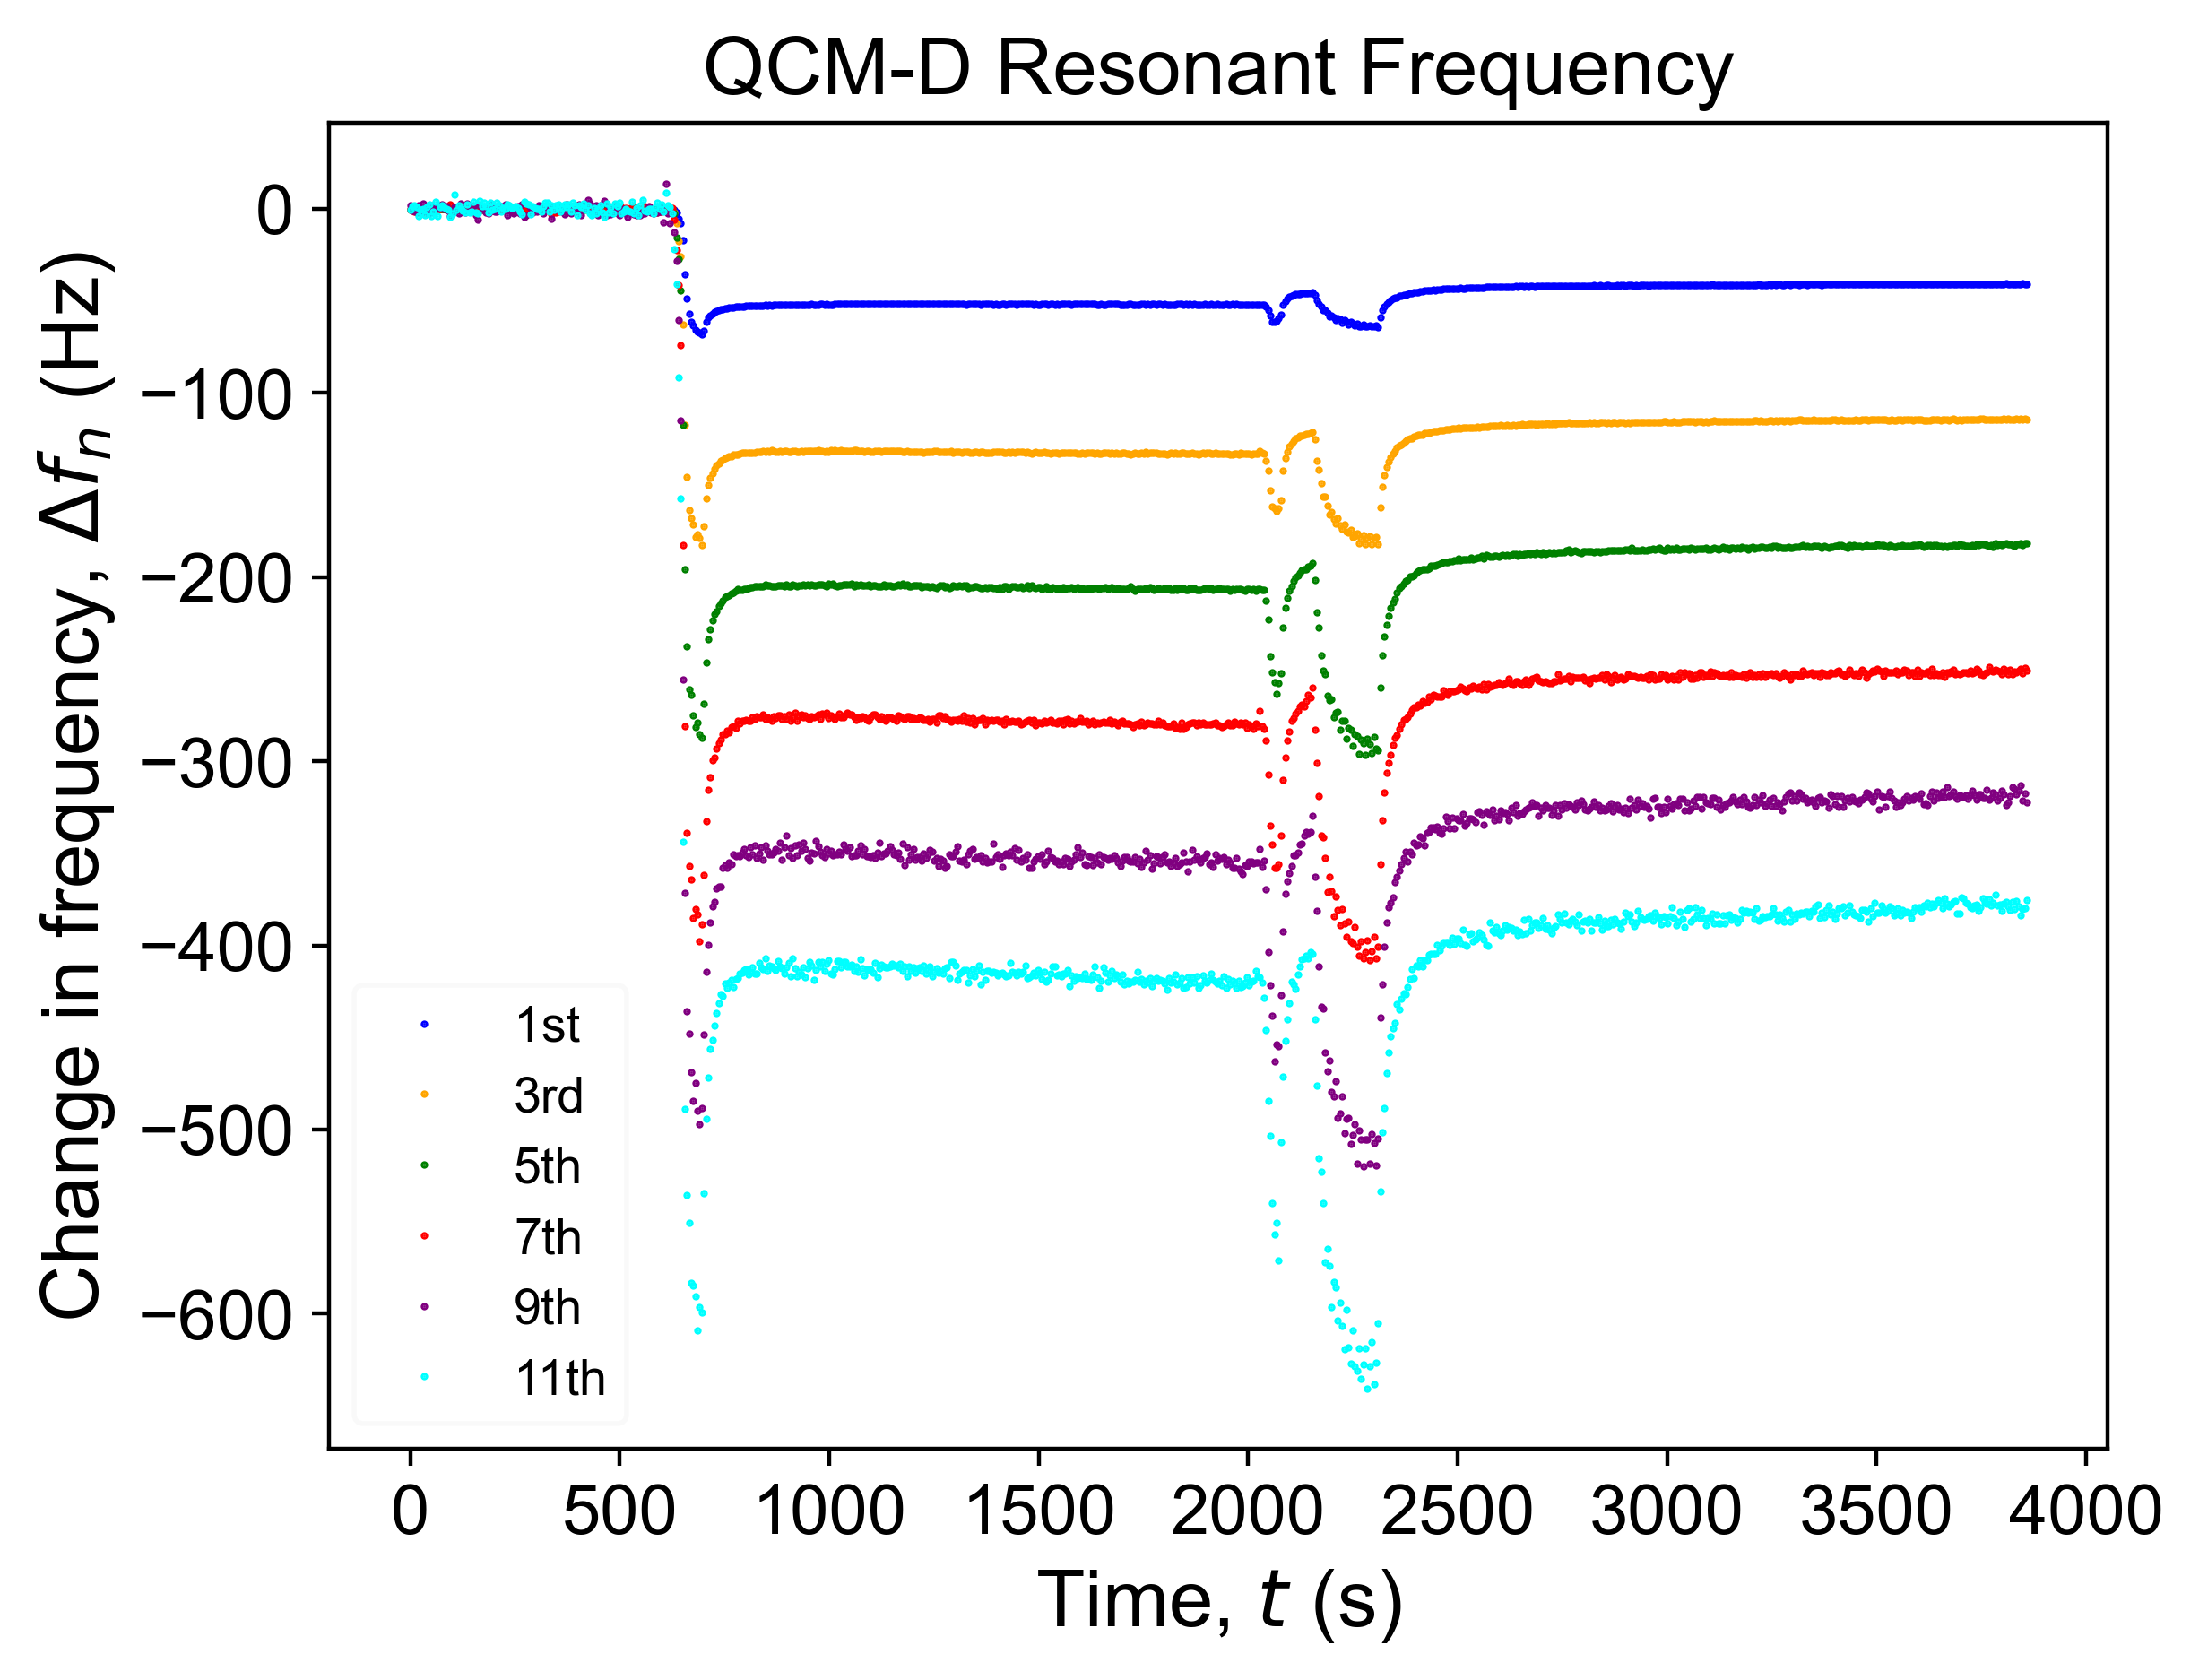 QCM-D Resonant Frequency
Change in frequency, Δfn (Hz)
0
−100
−200
−300
−400
−500
−600
1st
3rd
5th
7th
9th
11th
0 500 1000 1500 2000 2500 3000 3500 4000
Time, t (s)